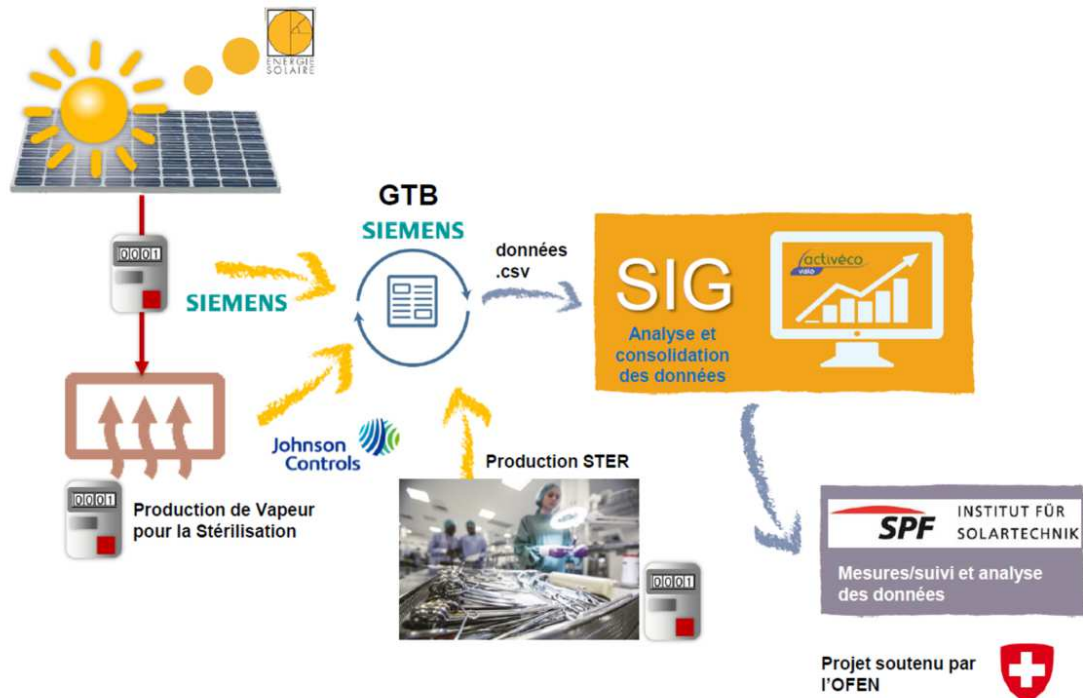 ENERGIE
SOLAIRE
0001
SIEMENS
GTB
SIEMENS
données
.csv
SIG
Analyse et
consolidation
des données
activéco
vala
Johnson
Controls
0001
Production de Vapeur
pour la Stérilisation
Production STER
0001
SPF
INSTITUT FÜR
SOLARTECHNIK
Mesures/suivi et analyse
des données
Projet soutenu par
l'OFEN